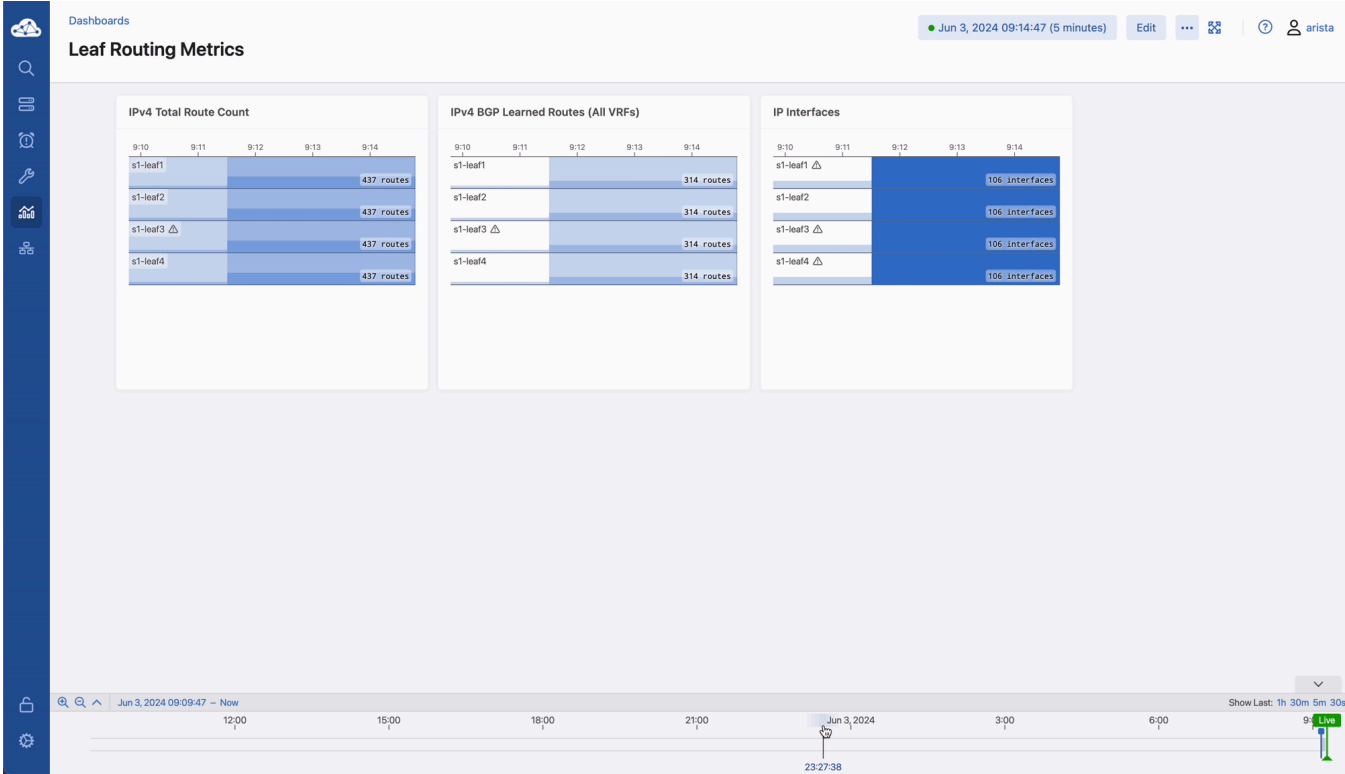 Dashboards
Leaf Routing Metrics
Jun 3, 2024 09:14:47 (5 minutes)
Edit
arista
IPv4 Total Route Count
9:10 9:11 9:12 9:13 9:14
s1-leaf1
437 routes
s1-leaf2
437 routes
s1-leaf3
437 routes
s1-leaf4
437 routes
IPv4 BGP Learned Routes (All VRFs)
9:10 9:11 9:12 9:13 9:14
s1-leaf1
314 routes
s1-leaf2
314 routes
s1-leaf3
314 routes
s1-leaf4
314 routes
IP Interfaces
9:10 9:11 9:12 9:13 9:14
s1-leaf1
106 interfaces
s1-leaf2
106 interfaces
s1-leaf3
106 interfaces
s1-leaf4
106 interfaces
Jun 3, 2024 09:09:47 – Now
Show Last: 1h 30m 5m 30s
12:00 15:00 18:00 21:00 Jun 3, 2024 3:00 6:00 Live
23:27:38